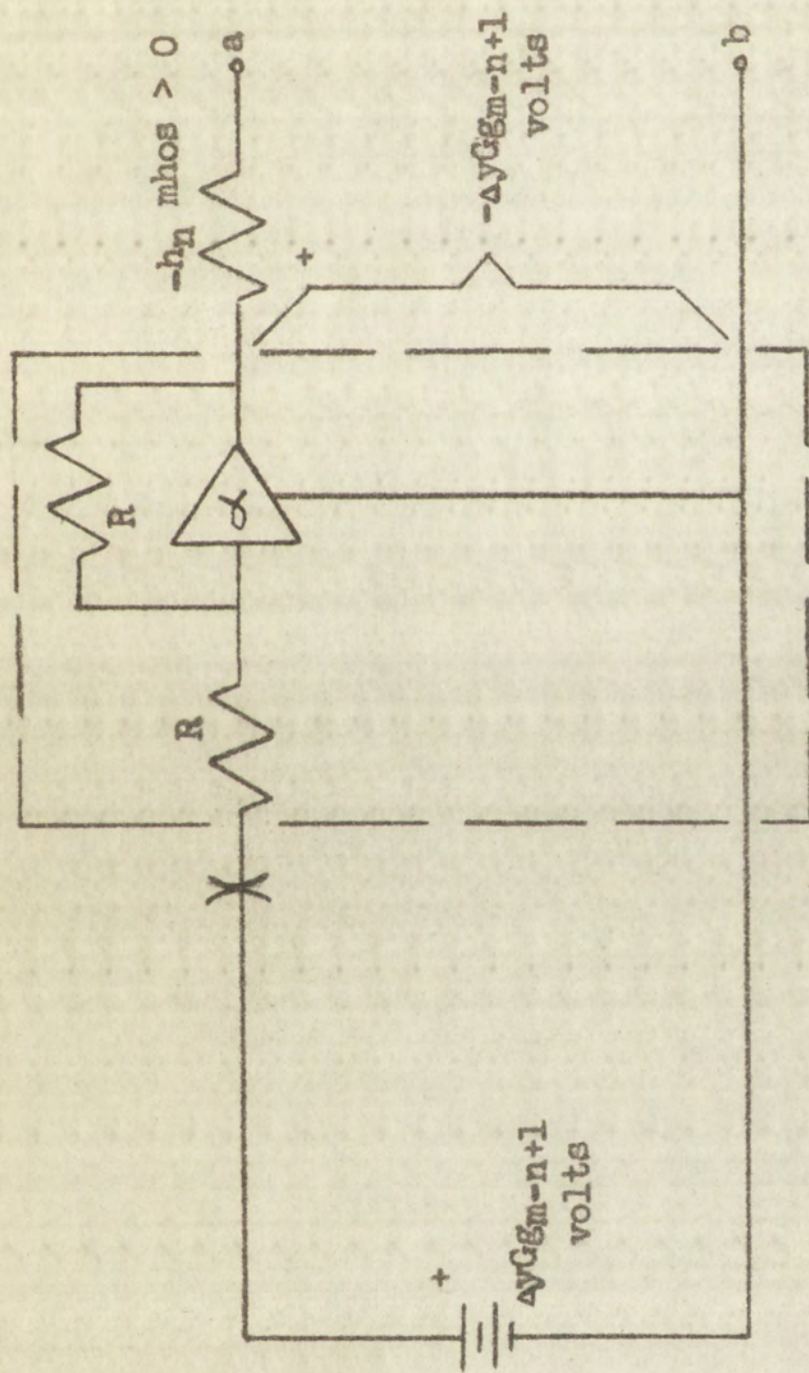 R
-hn mhos > 0
a
R
α
+
-ΔyGgm-n+1
volts
+
ΔyGgm-n+1
volts
b